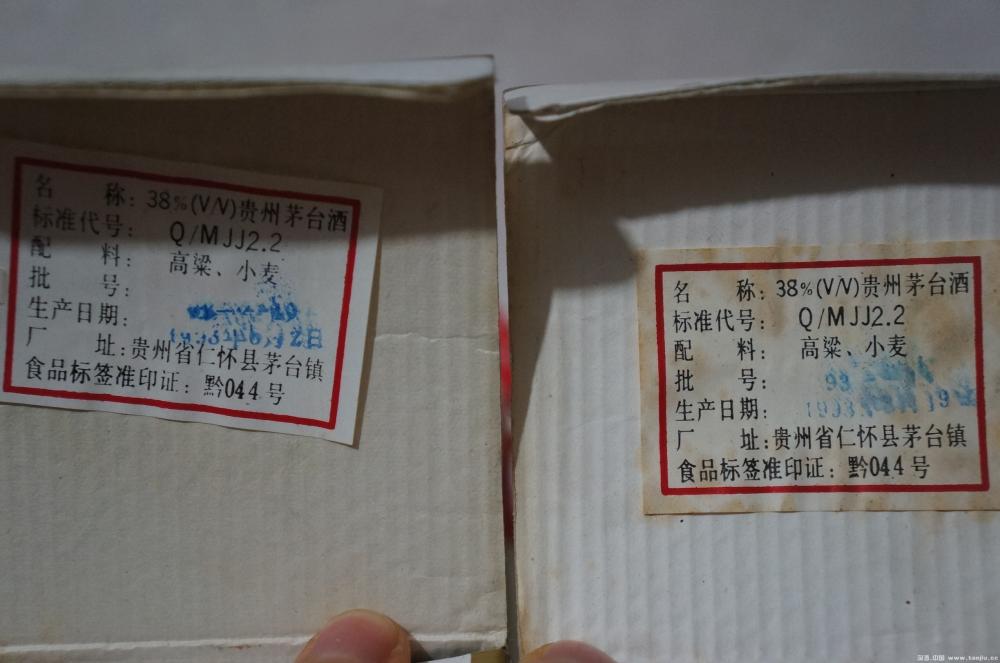 名 称：38%(V/V)贵州茅台酒
标准代号： Q/MJJ2.2
配 料： 高粱、小麦
批 号：
生产日期：
厂 址：贵州省仁怀县茅台镇
食品标签准印证：黔044号
名 称：38%(V/V)贵州茅台酒
标准代号： Q/MJJ2.2
配 料： 高粱、小麦
批 号： 93
生产日期： 1993
厂 址：贵州省仁怀县茅台镇
食品标签准印证：黔044号
www.tanjiu.cc